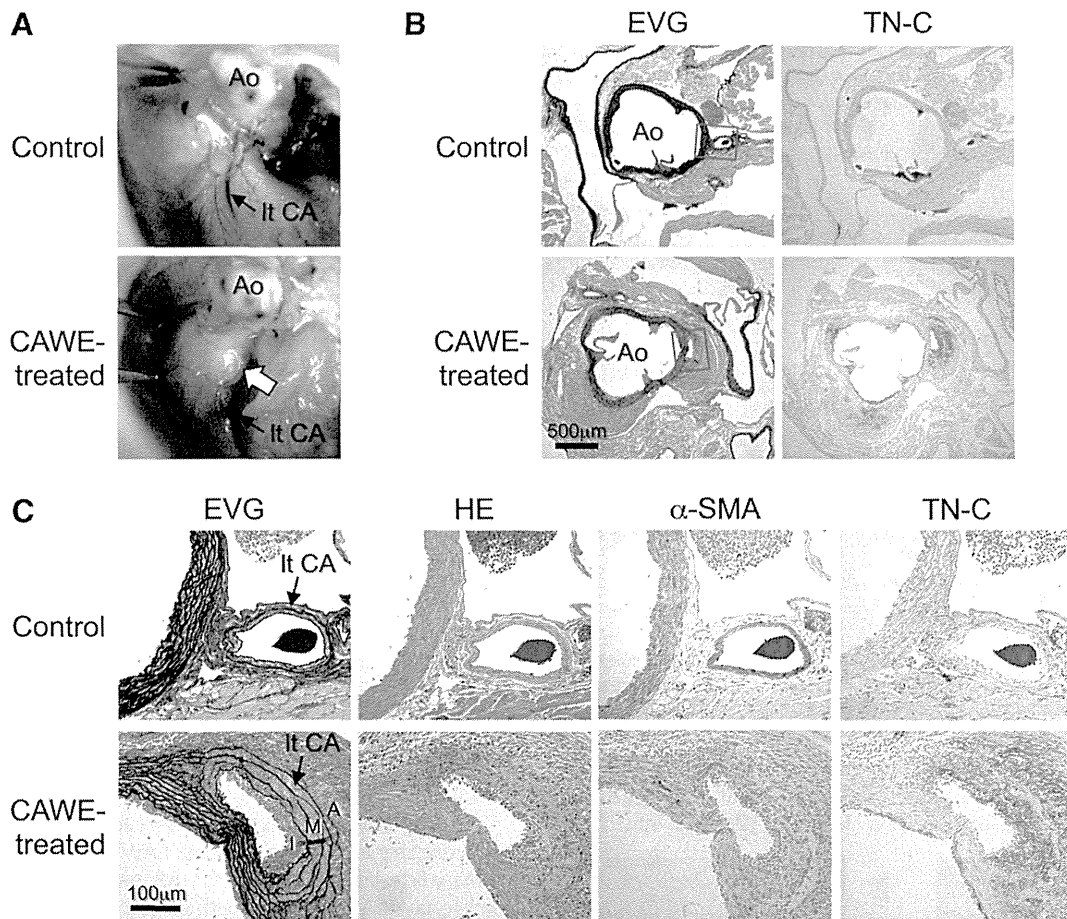 A
Control
Ao
lt CA
CAWE-
treated
Ao
lt CA
B
EVG
TN-C
Control
Ao
CAWE-
treated
Ao
500μm
C
EVG
HE
α-SMA
TN-C
Control
lt CA
CAWE-
treated
lt CA
A
M
I
100μm